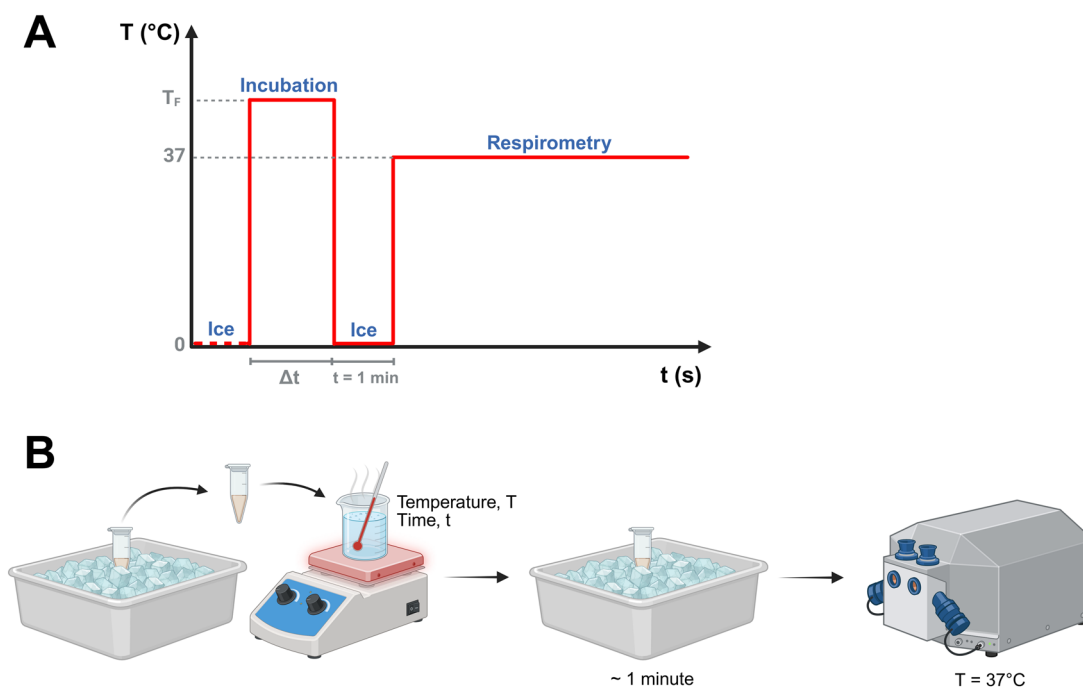 A
T (°C)
Incubation
T_F
Respirometry
37
Ice
Ice
0
Δt
t = 1 min
t (s)
B
Temperature, T
Time, t
~ 1 minute
T = 37°C